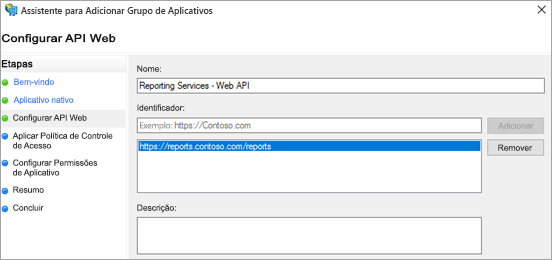 Assistente para Adicionar Grupo de Aplicativos
Configurar API Web
Etapas
Bem-vindo
Aplicativo nativo
Configurar API Web
Aplicar Política de Controle
de Acesso
Configurar Permissões
de Aplicativo
Resumo
Concluir
Nome:
Reporting Services - Web API
Identificador:
Exemplo: https://Contoso.com
Adicionar
https://reports.contoso.com/reports
Remover
Descrição: